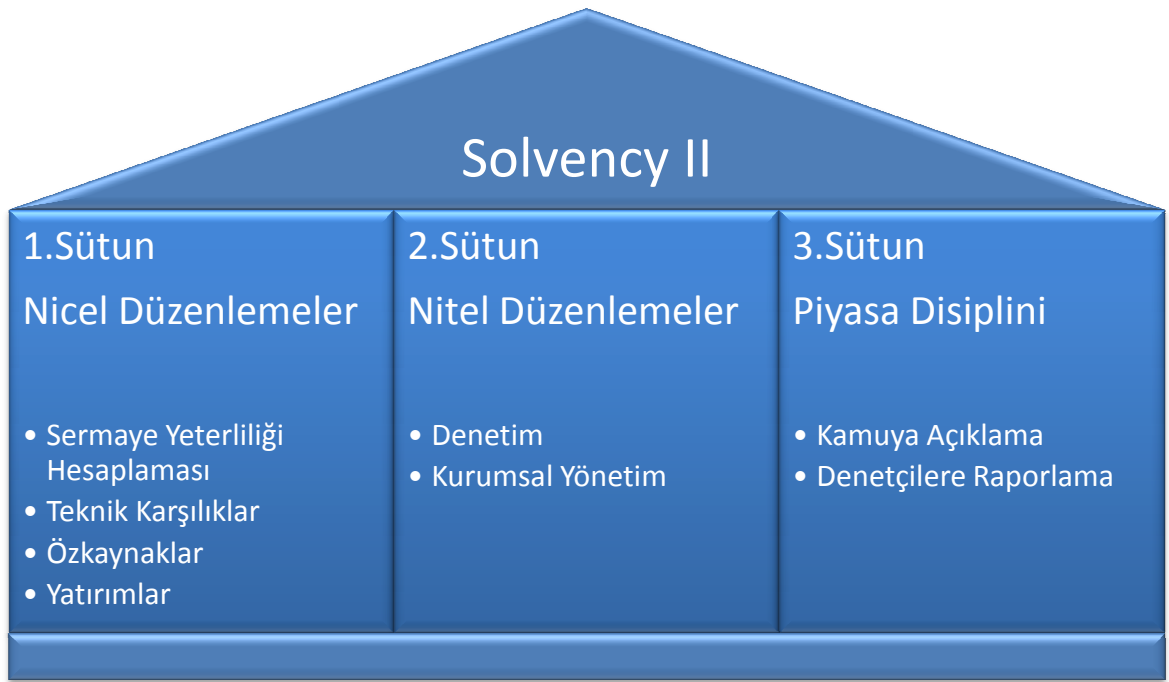 Solvency II
1.Sütun
Nicel Düzenlemeler
• Sermaye Yeterliliği
Hesaplaması
• Teknik Karşılıklar
• Özkaynaklar
• Yatırımlar
2.Sütun
Nitel Düzenlemeler
• Denetim
• Kurumsal Yönetim
3.Sütun
Piyasa Disiplini
• Kamuya Açıklama
• Denetçilere Raporlama